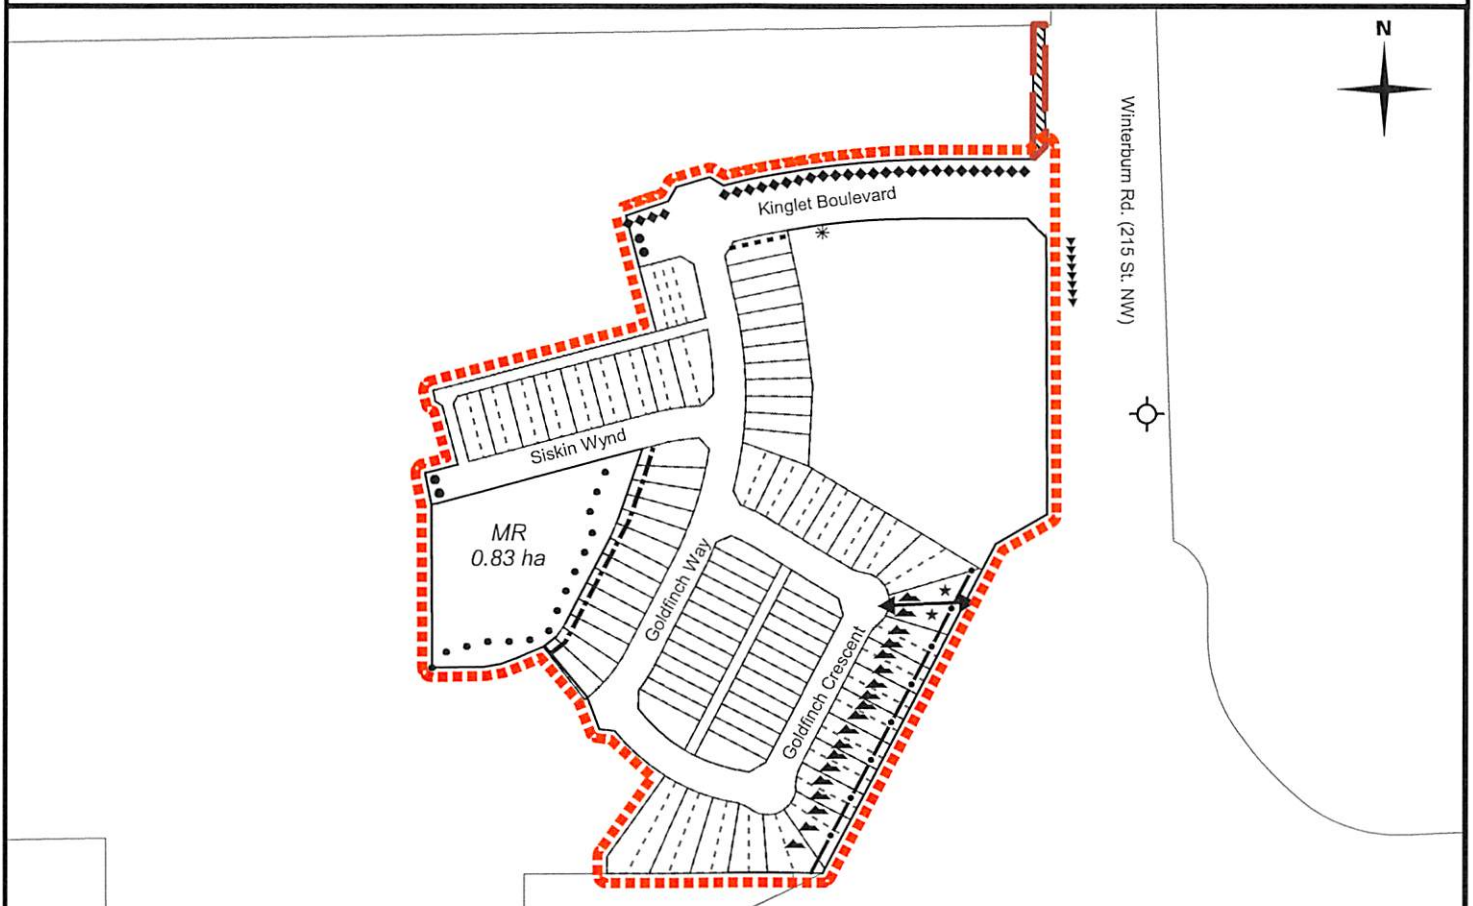 N
Winterburn Rd. (215 St. NW)
Kinglet Boulevard
Siskin Wynd
MR
0.83 ha
Goldfinch Way
Goldfinch Crescent